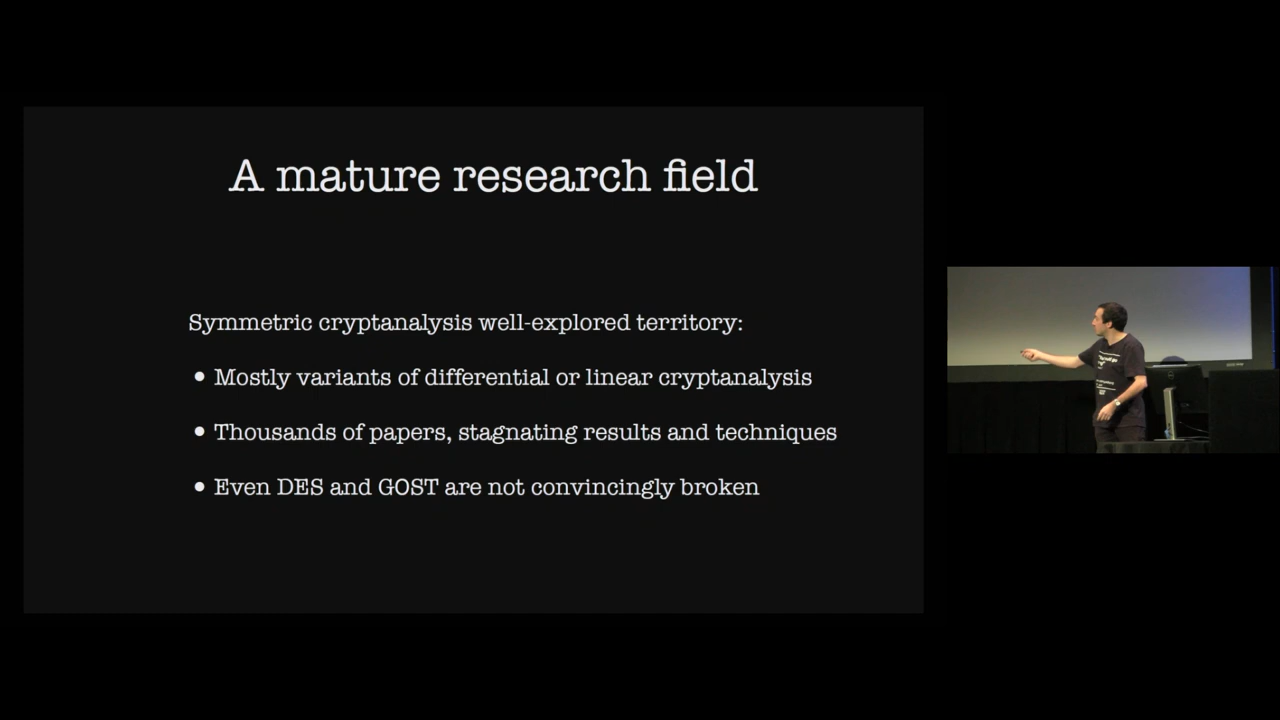 A mature research field
Symmetric cryptanalysis well-explored territory:
• Mostly variants of differential or linear cryptanalysis
• Thousands of papers, stagnating results and techniques
• Even DES and GOST are not convincingly broken